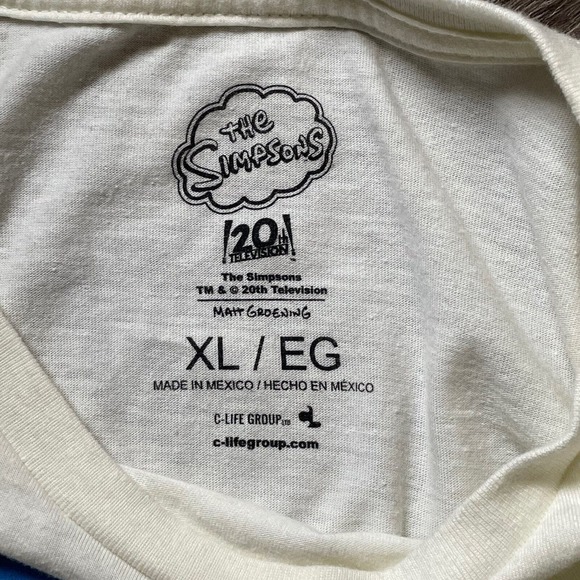 THE
SIMPSONS
20th
TELEVISION
The Simpsons
TM & © 20th Television
MATT GROENING
XL / EG
MADE IN MEXICO / HECHO EN MÉXICO
C-LIFE GROUP LTD
c-lifegroup.com